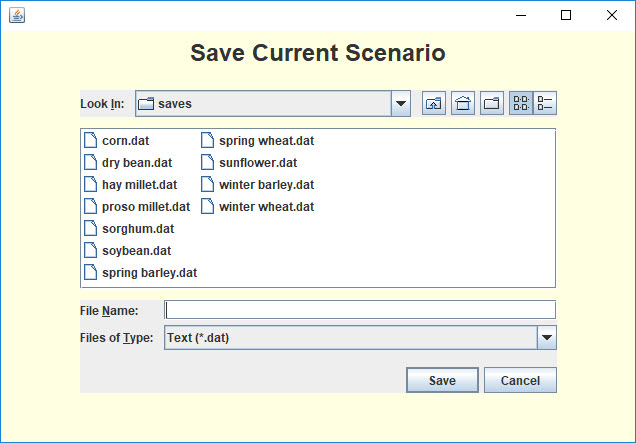 Save Current Scenario
Look In: saves
corn.dat
dry bean.dat
hay millet.dat
proso millet.dat
sorghum.dat
soybean.dat
spring barley.dat
spring wheat.dat
sunflower.dat
winter barley.dat
winter wheat.dat
File Name:
Files of Type: Text (*.dat)
Save Cancel